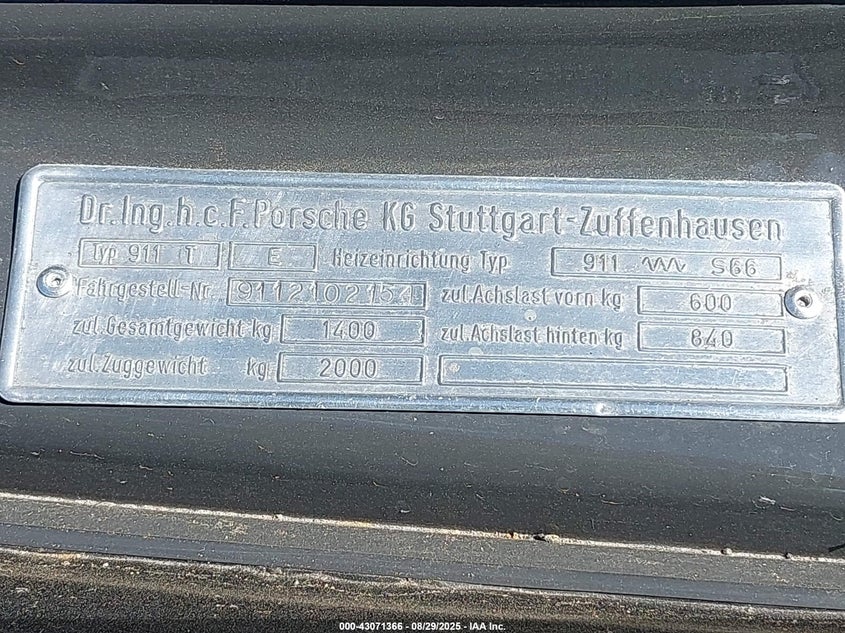 Dr.Ing.h.c.F.Porsche KG Stuttgart-Zuffenhausen
Typ 911 T E Heizeinrichtung Typ 911 S66
Fahrgestell-Nr. 9112102154 zul.Achslast vorn kg 600
zul.Gesamtgewicht kg 1400 zul.Achslast hinten kg 840
zul.Zuggewicht kg 2000
000-43071366 - 08/29/2025 - IAA Inc.